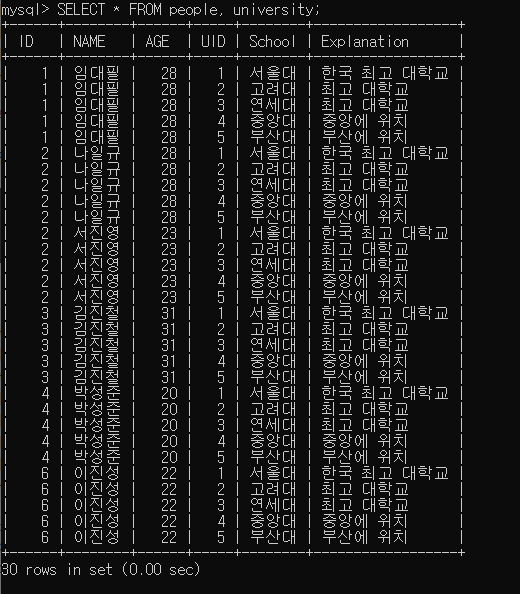 mysql> SELECT * FROM people, university;
+----+--------+------+-----+--------+------------------+
| ID | NAME | AGE | UID | School | Explanation |
+----+--------+------+-----+--------+------------------+
| 1 | 임대필 | 28 | 1 | 서울대 | 한국 최고 대학교 |
| 1 | 임대필 | 28 | 2 | 고려대 | 최고 대학교 |
| 1 | 임대필 | 28 | 3 | 연세대 | 최고 대학교 |
| 1 | 임대필 | 28 | 4 | 중앙대 | 중앙에 위치 |
| 1 | 임대필 | 28 | 5 | 부산대 | 부산에 위치 |
| 2 | 나일규 | 28 | 1 | 서울대 | 한국 최고 대학교 |
| 2 | 나일규 | 28 | 2 | 고려대 | 최고 대학교 |
| 2 | 나일규 | 28 | 3 | 연세대 | 최고 대학교 |
| 2 | 나일규 | 28 | 4 | 중앙대 | 중앙에 위치 |
| 2 | 나일규 | 28 | 5 | 부산대 | 부산에 위치 |
| 2 | 서진영 | 23 | 1 | 서울대 | 한국 최고 대학교 |
| 2 | 서진영 | 23 | 2 | 고려대 | 최고 대학교 |
| 2 | 서진영 | 23 | 3 | 연세대 | 최고 대학교 |
| 2 | 서진영 | 23 | 4 | 중앙대 | 중앙에 위치 |
| 2 | 서진영 | 23 | 5 | 부산대 | 부산에 위치 |
| 3 | 김진철 | 31 | 1 | 서울대 | 한국 최고 대학교 |
| 3 | 김진철 | 31 | 2 | 고려대 | 최고 대학교 |
| 3 | 김진철 | 31 | 3 | 연세대 | 최고 대학교 |
| 3 | 김진철 | 31 | 4 | 중앙대 | 중앙에 위치 |
| 3 | 김진철 | 31 | 5 | 부산대 | 부산에 위치 |
| 4 | 박성준 | 20 | 1 | 서울대 | 한국 최고 대학교 |
| 4 | 박성준 | 20 | 2 | 고려대 | 최고 대학교 |
| 4 | 박성준 | 20 | 3 | 연세대 | 최고 대학교 |
| 4 | 박성준 | 20 | 4 | 중앙대 | 중앙에 위치 |
| 4 | 박성준 | 20 | 5 | 부산대 | 부산에 위치 |
| 6 | 이진성 | 22 | 1 | 서울대 | 한국 최고 대학교 |
| 6 | 이진성 | 22 | 2 | 고려대 | 최고 대학교 |
| 6 | 이진성 | 22 | 3 | 연세대 | 최고 대학교 |
| 6 | 이진성 | 22 | 4 | 중앙대 | 중앙에 위치 |
| 6 | 이진성 | 22 | 5 | 부산대 | 부산에 위치 |
+----+--------+------+-----+--------+------------------+
30 rows in set (0.00 sec)